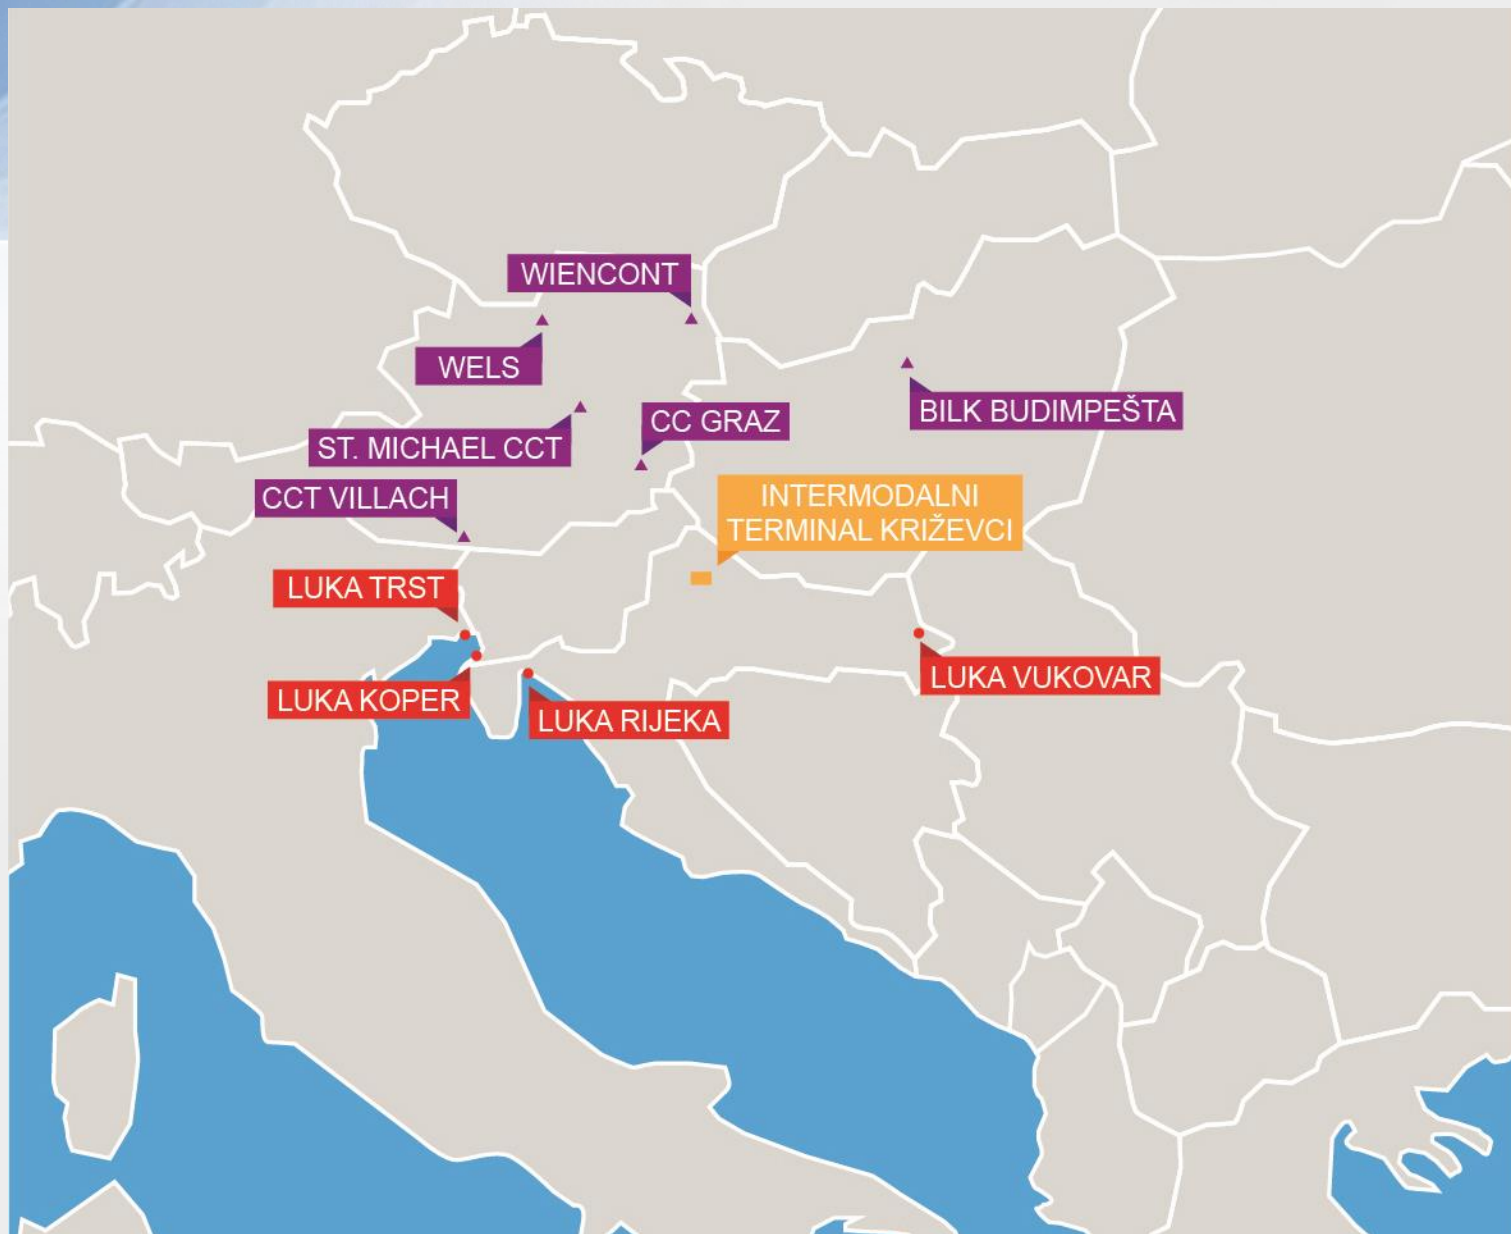 WIENCONT
WELS
BILK BUDIMPEŠTA
CC GRAZ
ST. MICHAEL CCT
CCT VILLACH
INTERMODALNI
TERMINAL KRIŽEVCI
LUKA TRST
LUKA VUKOVAR
LUKA KOPER
LUKA RIJEKA